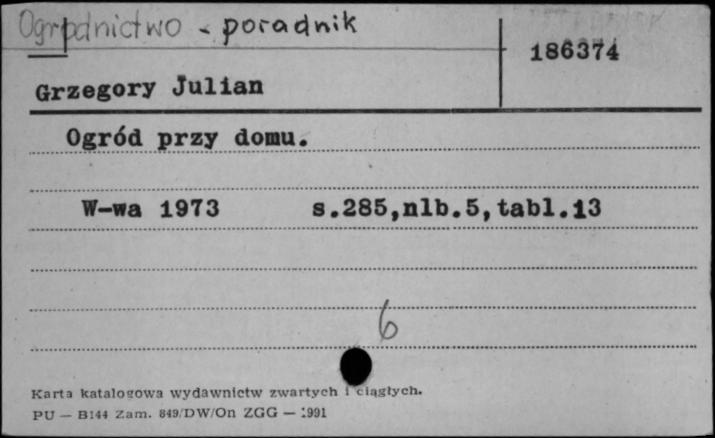 Ogrodnictwo - poradnik
186374
Grzegory Julian
Ogród przy domu.
W-wa 1973 s.285,nlb.5,tabl.13
6
Karta katalogowa wydawnictw zwartych i ciągłych.
PU — B144 Zam. 849/DW/On ZGG — 1991